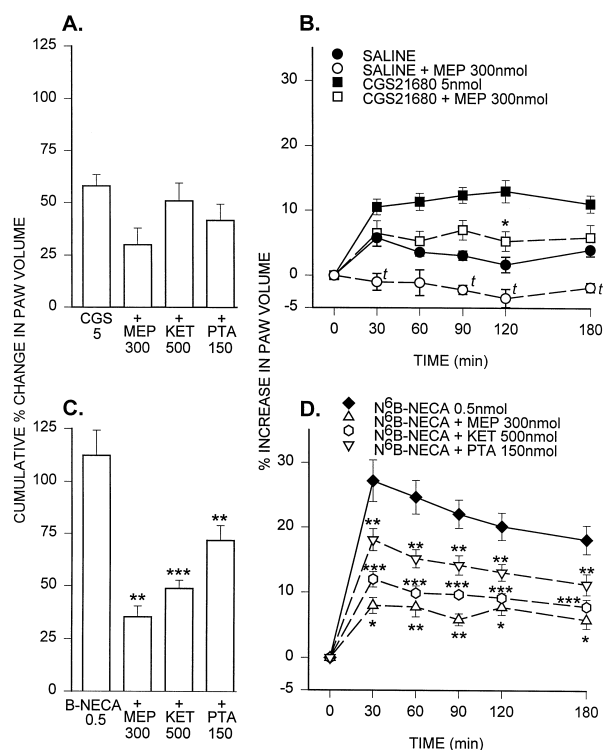 A.
CUMULATIVE % CHANGE IN PAW VOLUME
125
100
75
50
25
0
CGS 5
+ MEP 300
+ KET 500
+ PTA 150
B.
SALINE
SALINE + MEP 300nmol
CGS21680 5nmol
CGS21680 + MEP 300nmol
% INCREASE IN PAW VOLUME
30
20
10
0
-5
*
t
t
t
t
0 30 60 90 120 180
TIME (min)
C.
125
100
75
50
25
0
**
***
**
B-NECA 0.5
+ MEP 300
+ KET 500
+ PTA 150
D.
N6B-NECA 0.5nmol
N6B-NECA + MEP 300nmol
N6B-NECA + KET 500nmol
N6B-NECA + PTA 150nmol
30
20
10
0
-5
** ** ** ** **
*** *** *** *** ***
* ** ** * *
0 30 60 90 120 180
TIME (min)